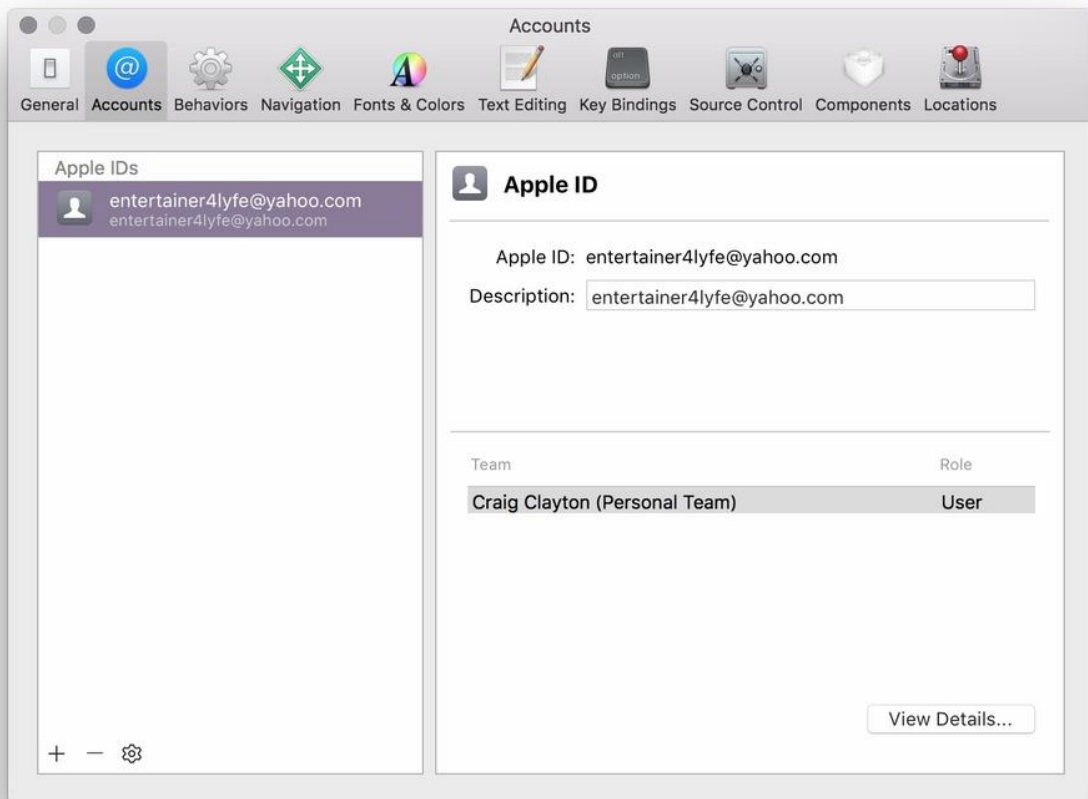 Accounts
alt
option
General Accounts Behaviors Navigation Fonts & Colors Text Editing Key Bindings Source Control Components Locations
Apple IDs
entertainer4lyfe@yahoo.com
entertainer4lyfe@yahoo.com
Apple ID
Apple ID: entertainer4lyfe@yahoo.com
Description: entertainer4lyfe@yahoo.com
Team Role
Craig Clayton (Personal Team) User
View Details...